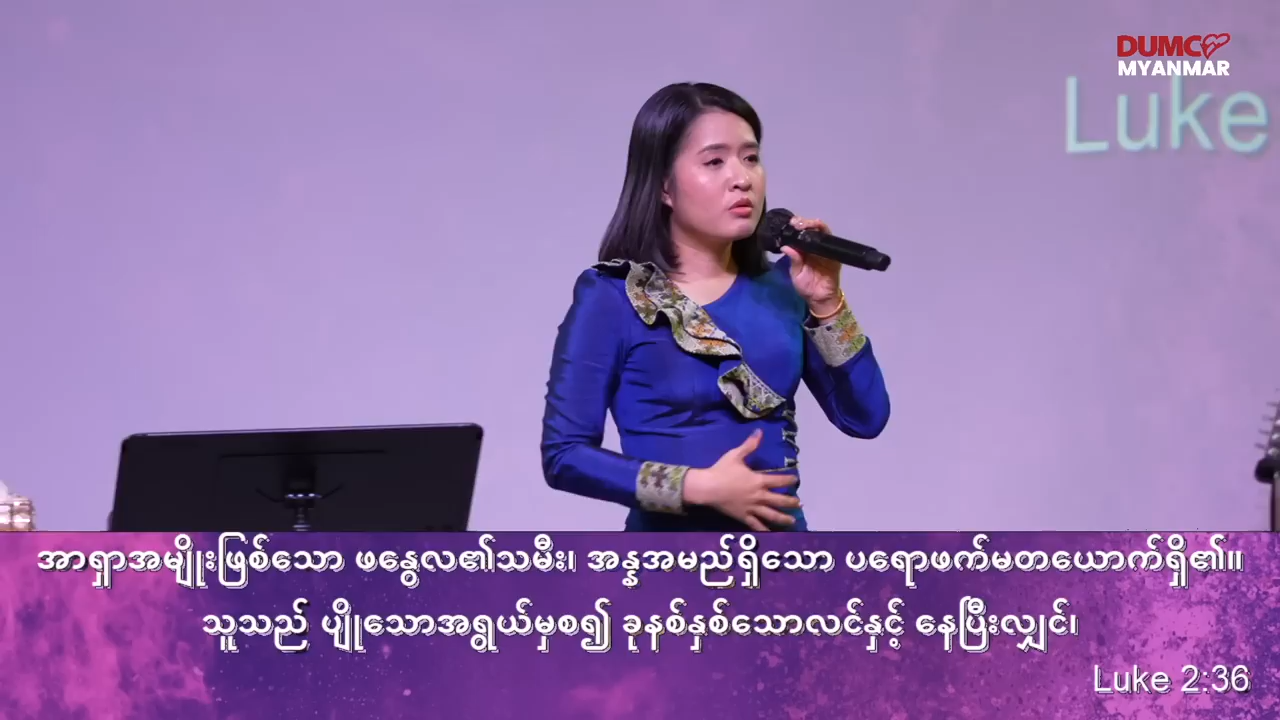 DUMC
MYANMAR
Luke
အာရှာအမျိုးဖြစ်သော ဖနွေလ၏သမီး၊ အန္နအမည်ရှိသော ပရောဖက်မတယောက်ရှိ၏။
သူသည် ပျိုသောအရွယ်မှစ၍ ခုနစ်နှစ်သောလင်နှင့် နေပြီးလျှင်၊
Luke 2:36